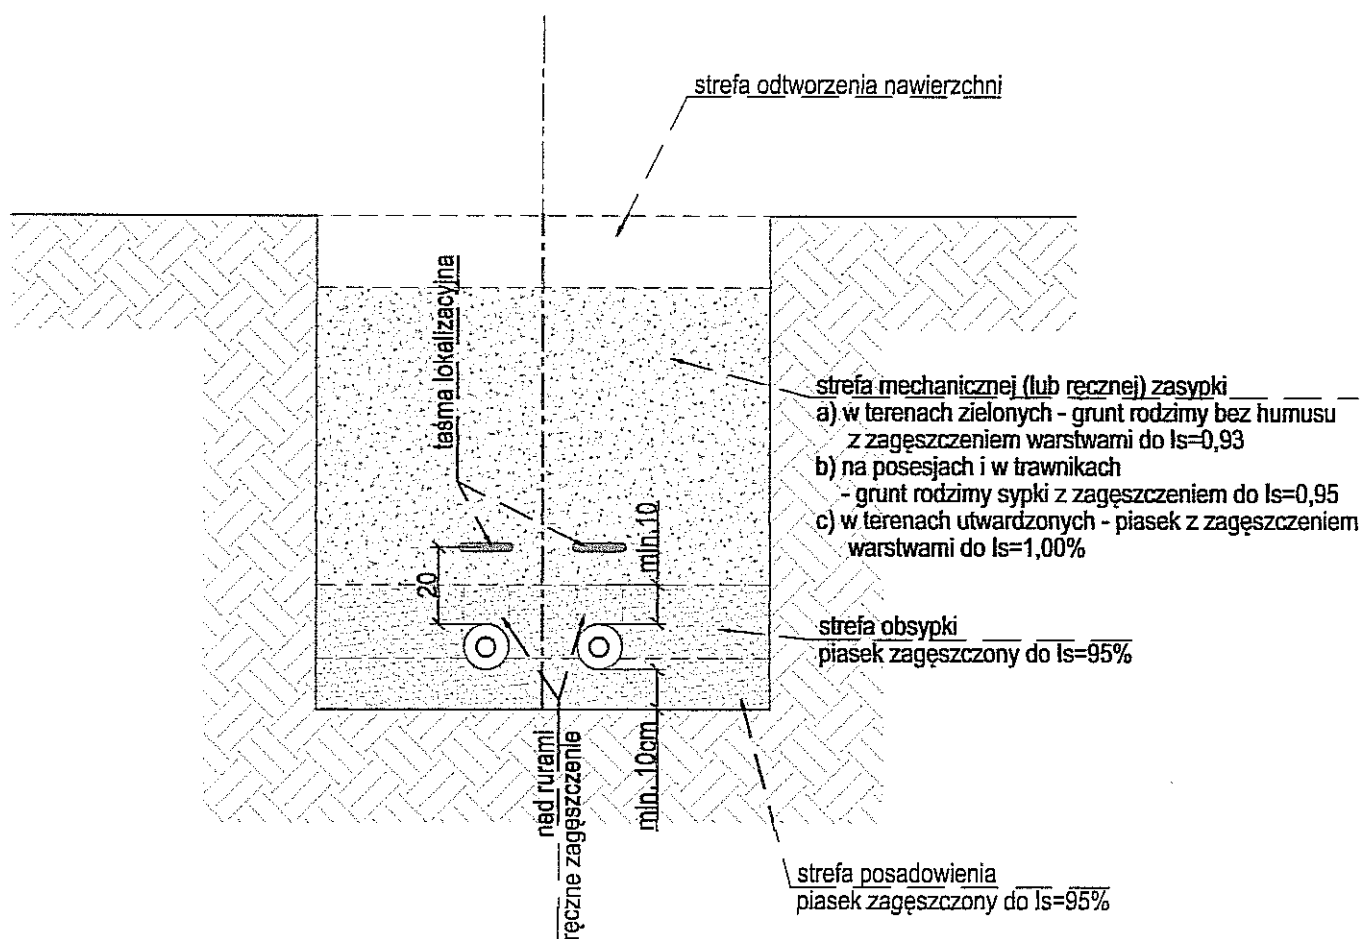 strefa odtworzenia nawierzchni
taśma lokalizacyjna
strefa mechanicznej (lub ręcznej) zasypki
a) w terenach zielonych - grunt rodzimy bez humusu
z zagęszczeniem warstwami do Is=0,93
b) na posesjach i w trawnikach
- grunt rodzimy sypki z zagęszczeniem do Is=0,95
c) w terenach utwardzonych - piasek z zagęszczeniem
warstwami do Is=1,00%
min.10
20
strefa obsypki
piasek zagęszczony do Is=95%
nad rurami
ręczne zagęszczenie
min. 10cm
strefa posadowienia
piasek zagęszczony do Is=95%